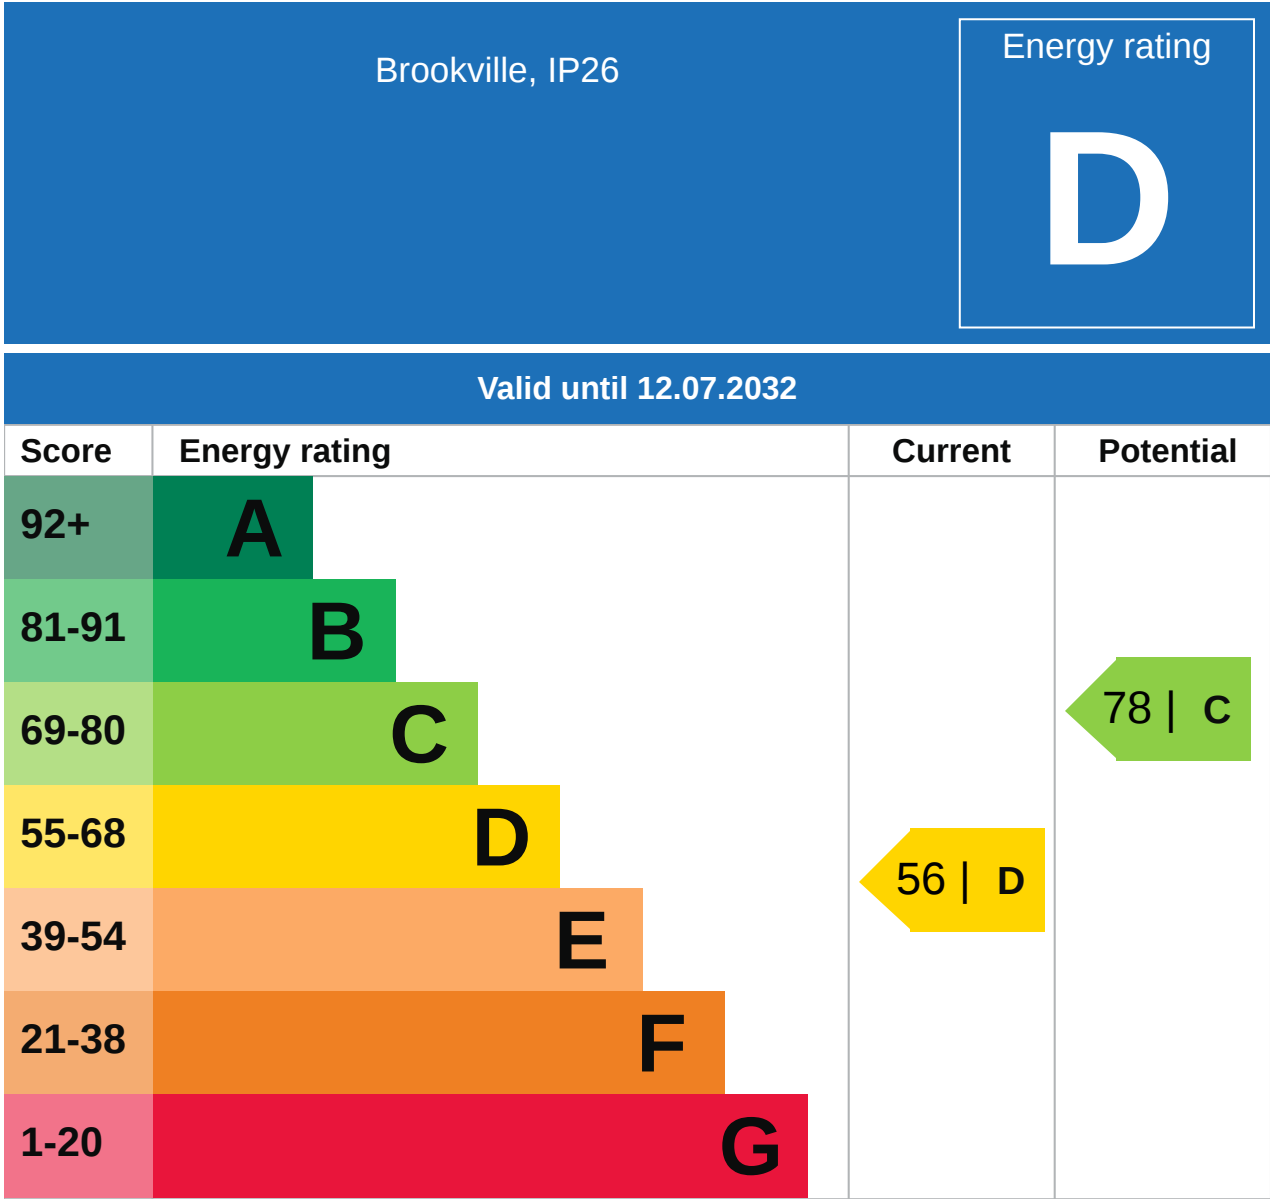 Brookville, IP26
Energy rating
D
Valid until 12.07.2032
Score Energy rating Current Potential
92+ A
81-91 B
69-80 C
78 | C
55-68 D
56 | D
39-54 E
21-38 F
1-20 G